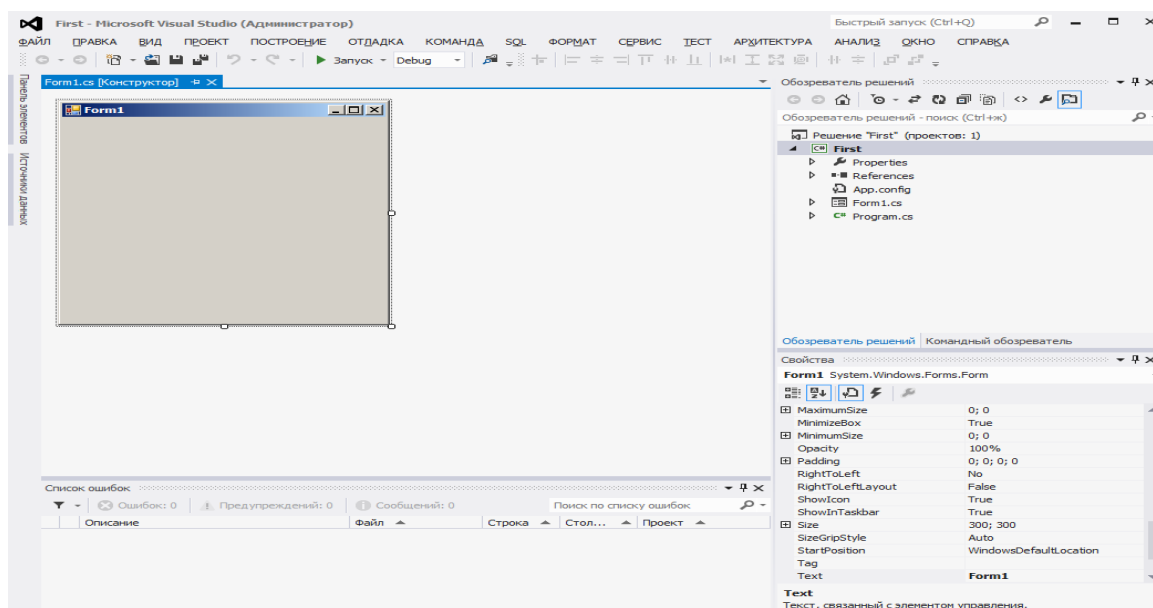 First - Microsoft Visual Studio (Администратор)
Быстрый запуск (Ctrl+Q)
ФАЙЛ ПРАВКА ВИД ПРОЕКТ ПОСТРОЕНИЕ ОТЛАДКА КОМАНДА SQL ФОРМАТ СЕРВИС ТЕСТ АРХИТЕКТУРА АНАЛИЗ ОКНО СПРАВКА
Запуск Debug
Панель элементов
Источники данных
Form1.cs [Конструктор]
Form1
Обозреватель решений
Обозреватель решений - поиск (Ctrl+ж)
Решение "First" (проектов: 1)
C# First
Properties
References
App.config
Form1.cs
C# Program.cs
Обозреватель решений Командный обозреватель
Свойства
Form1 System.Windows.Forms.Form
MaximumSize 0; 0
MinimizeBox True
MinimumSize 0; 0
Opacity 100%
Padding 0; 0; 0; 0
RightToLeft No
RightToLeftLayout False
ShowIcon True
ShowInTaskbar True
Size 300; 300
SizeGripStyle Auto
StartPosition WindowsDefaultLocation
Tag
Text Form1
Text
Текст, связанный с элементом управления.
Список ошибок
Ошибок: 0 Предупреждений: 0 Сообщений: 0 Поиск по списку ошибок
Описание Файл Строка Стол... Проект